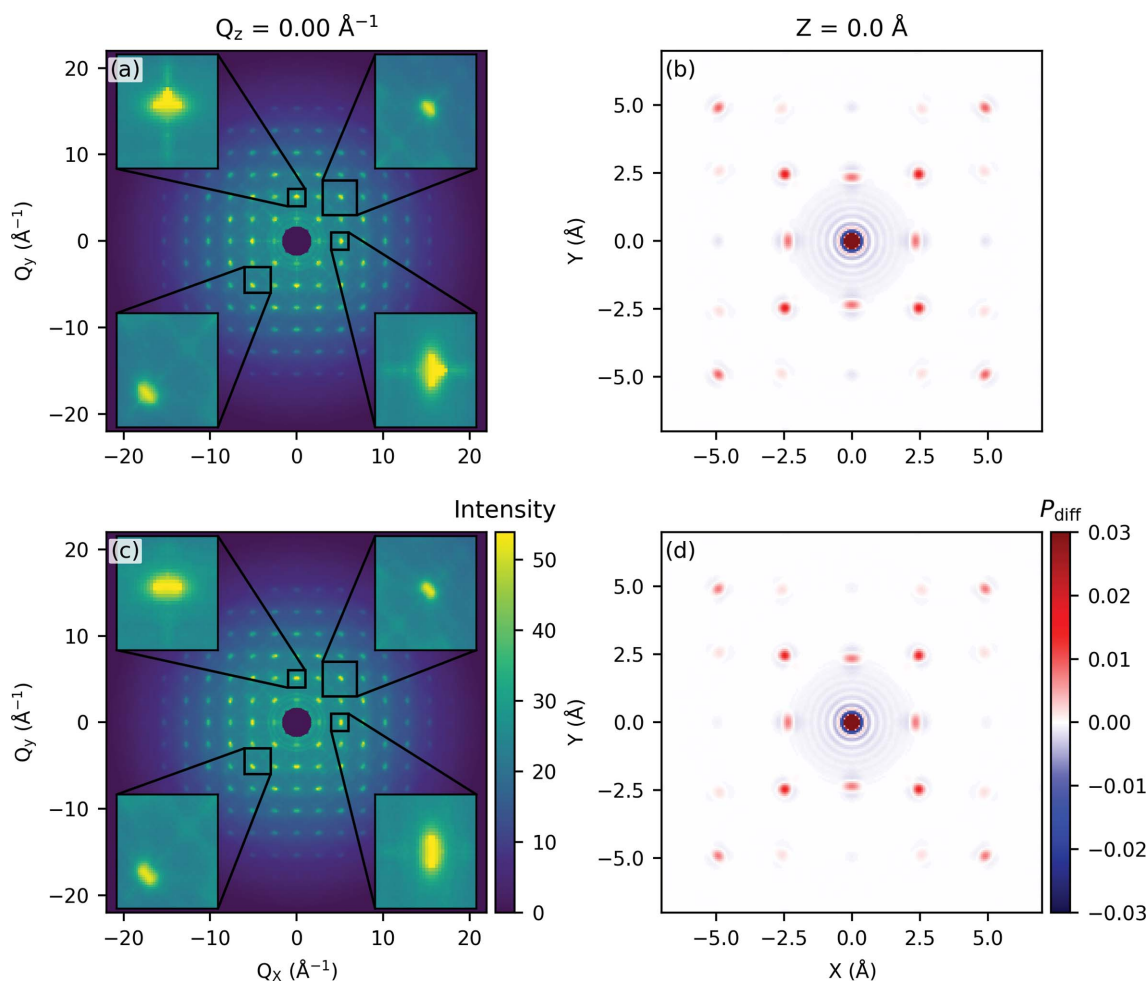 Q_z = 0.00 Å⁻¹
Z = 0.0 Å
(a)
20
10
0
−10
−20
Q_y (Å⁻¹)
−20 −10 0 10 20
(b)
5.0
2.5
0.0
−2.5
−5.0
Y (Å)
−5.0 −2.5 0.0 2.5 5.0
Intensity
P_diff
(c)
20
10
0
−10
−20
Q_y (Å⁻¹)
−20 −10 0 10 20
Q_X (Å⁻¹)
50
40
30
20
10
0
(d)
5.0
2.5
0.0
−2.5
−5.0
Y (Å)
−5.0 −2.5 0.0 2.5 5.0
X (Å)
0.03
0.02
0.01
0.00
−0.01
−0.02
−0.03